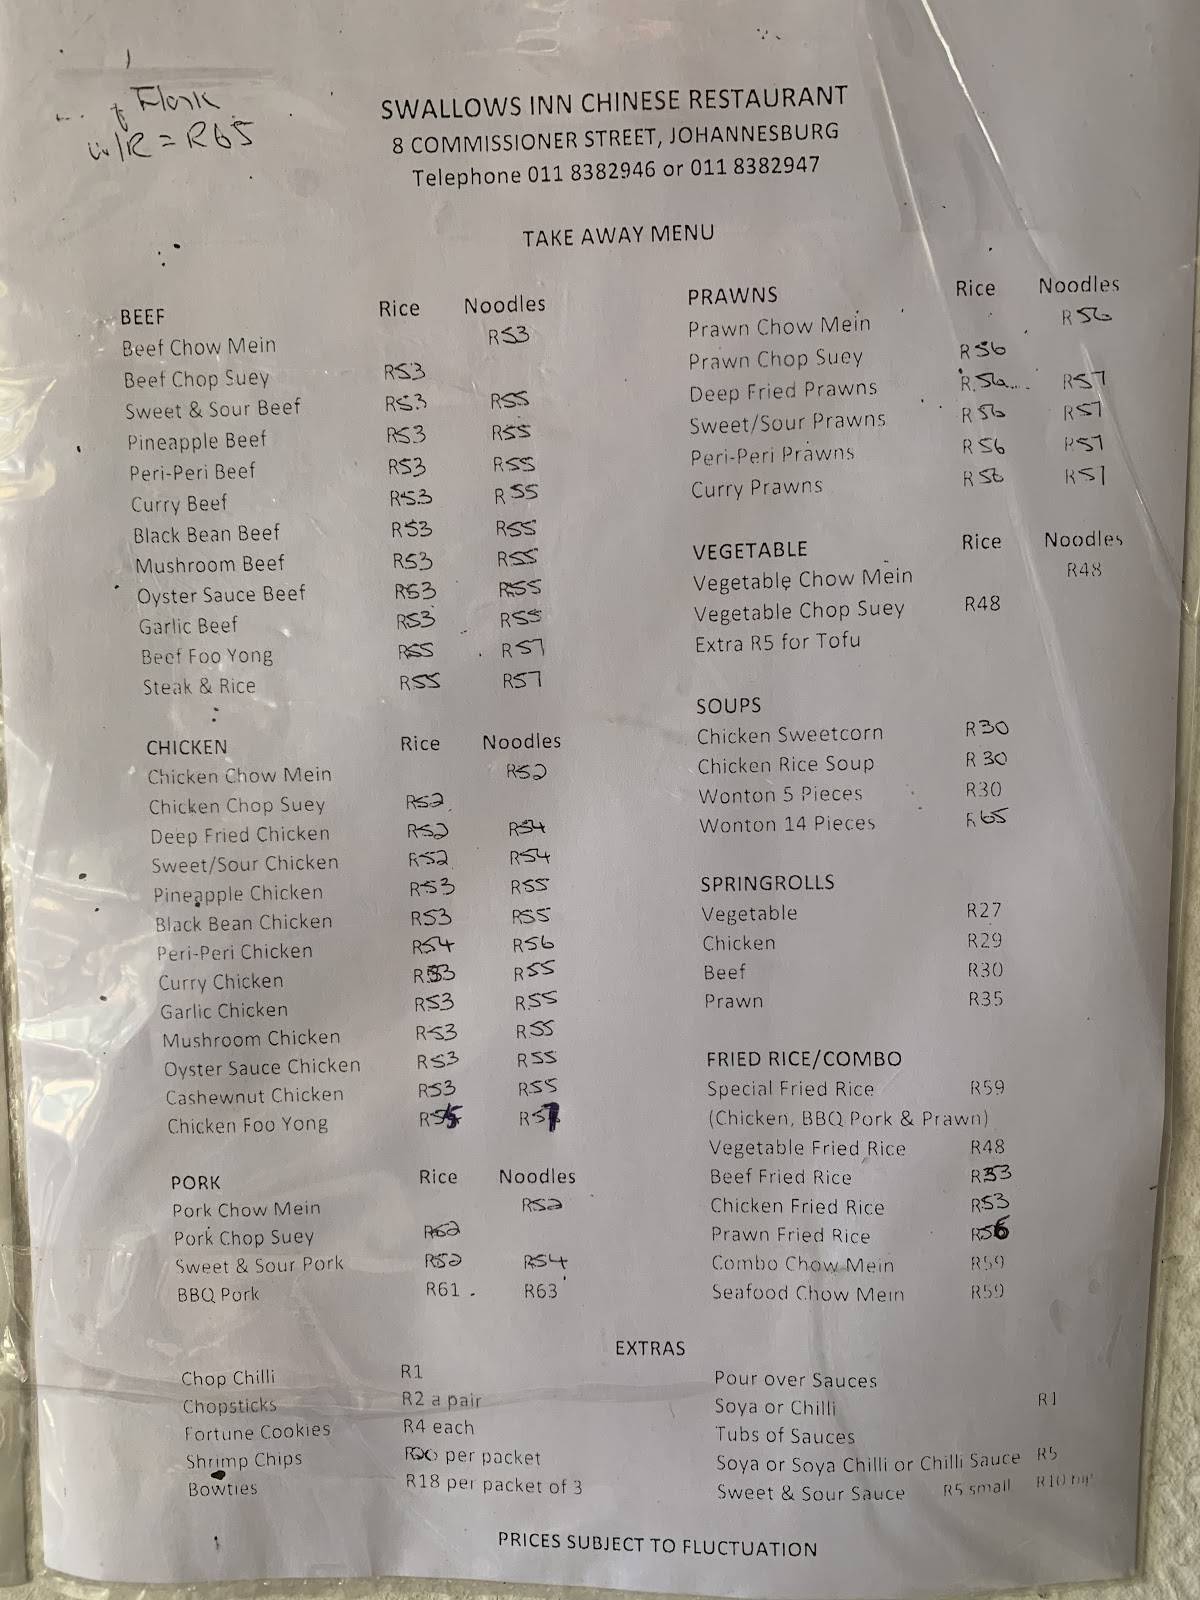 Flank
w/R = R65
SWALLOWS INN CHINESE RESTAURANT
8 COMMISSIONER STREET, JOHANNESBURG
Telephone 011 8382946 or 011 8382947
TAKE AWAY MENU
BEEF Rice Noodles
Beef Chow Mein R53
Beef Chop Suey R53
Sweet & Sour Beef R53 R55
Pineapple Beef R53 R55
Peri-Peri Beef R53 R55
Curry Beef R53 R55
Black Bean Beef R53 R55
Mushroom Beef R53 R55
Oyster Sauce Beef R53 R55
Garlic Beef R53 R55
Beef Foo Yong R55 R57
Steak & Rice R55 R57
CHICKEN Rice Noodles
Chicken Chow Mein R52
Chicken Chop Suey R52
Deep Fried Chicken R52 R54
Sweet/Sour Chicken R52 R54
Pineapple Chicken R53 R55
Black Bean Chicken R53 R55
Peri-Peri Chicken R54 R56
Curry Chicken R53 R55
Garlic Chicken R53 R55
Mushroom Chicken R53 R55
Oyster Sauce Chicken R53 R55
Cashewnut Chicken R53 R55
Chicken Foo Yong R55 R57
PORK Rice Noodles
Pork Chow Mein R52
Pork Chop Suey R52
Sweet & Sour Pork R52 R54
BBQ Pork R61 R63
PRAWNS Rice Noodles
Prawn Chow Mein R56
Prawn Chop Suey R56
Deep Fried Prawns R56 R57
Sweet/Sour Prawns R56 R57
Peri-Peri Prawns R56 R57
Curry Prawns R56 R57
VEGETABLE Rice Noodles
Vegetable Chow Mein R48
Vegetable Chop Suey R48
Extra R5 for Tofu
SOUPS
Chicken Sweetcorn R30
Chicken Rice Soup R30
Wonton 5 Pieces R30
Wonton 14 Pieces R65
SPRINGROLLS
Vegetable R27
Chicken R29
Beef R30
Prawn R35
FRIED RICE/COMBO
Special Fried Rice R59
(Chicken, BBQ Pork & Prawn)
Vegetable Fried Rice R48
Beef Fried Rice R53
Chicken Fried Rice R53
Prawn Fried Rice R56
Combo Chow Mein R59
Seafood Chow Mein R59
EXTRAS
Chop Chilli R1
Chopsticks R2 a pair
Fortune Cookies R4 each
Shrimp Chips R20 per packet
Bowties R18 per packet of 3
Pour over Sauces
Soya or Chilli R1
Tubs of Sauces
Soya or Soya Chilli or Chilli Sauce R5
Sweet & Sour Sauce R5 small R10
PRICES SUBJECT TO FLUCTUATION